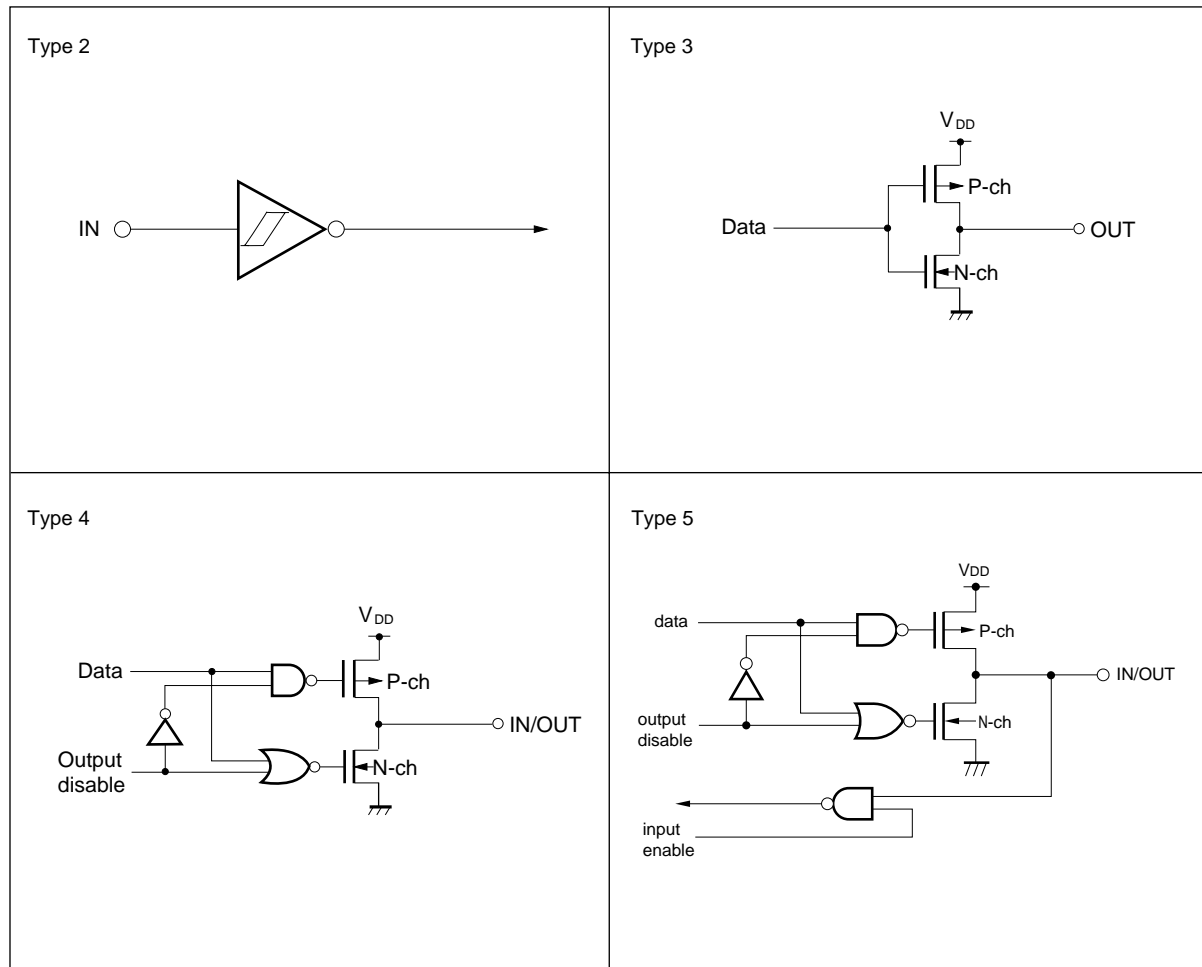 Type 2
IN
Type 3
VDD
P-ch
Data
OUT
N-ch
Type 4
VDD
Data
P-ch
IN/OUT
Output
disable
N-ch
Type 5
VDD
data
P-ch
IN/OUT
output
disable
N-ch
input
enable